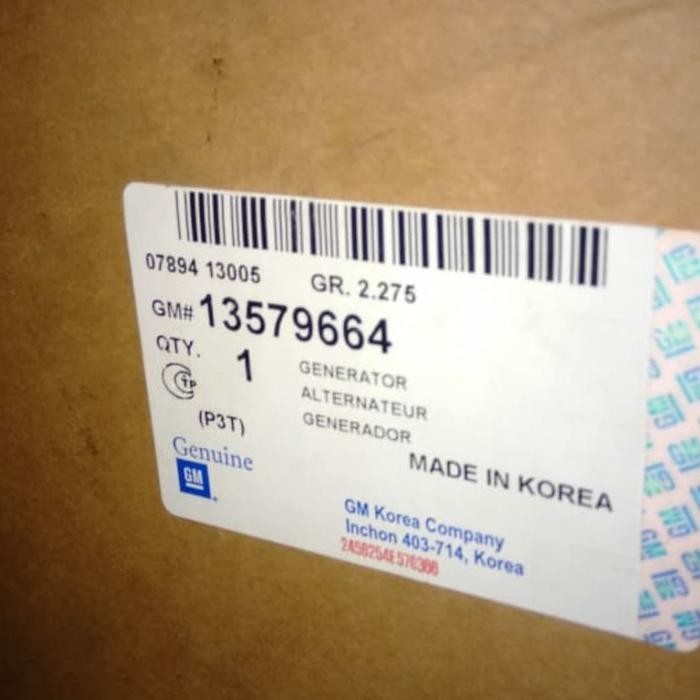 07894 13005 GR. 2.275
GM# 13579664
QTY. 1 GENERATOR
ALTERNATEUR
(P3T) GENERADOR
Genuine
MADE IN KOREA
GM
GM Korea Company
Inchon 403-714, Korea